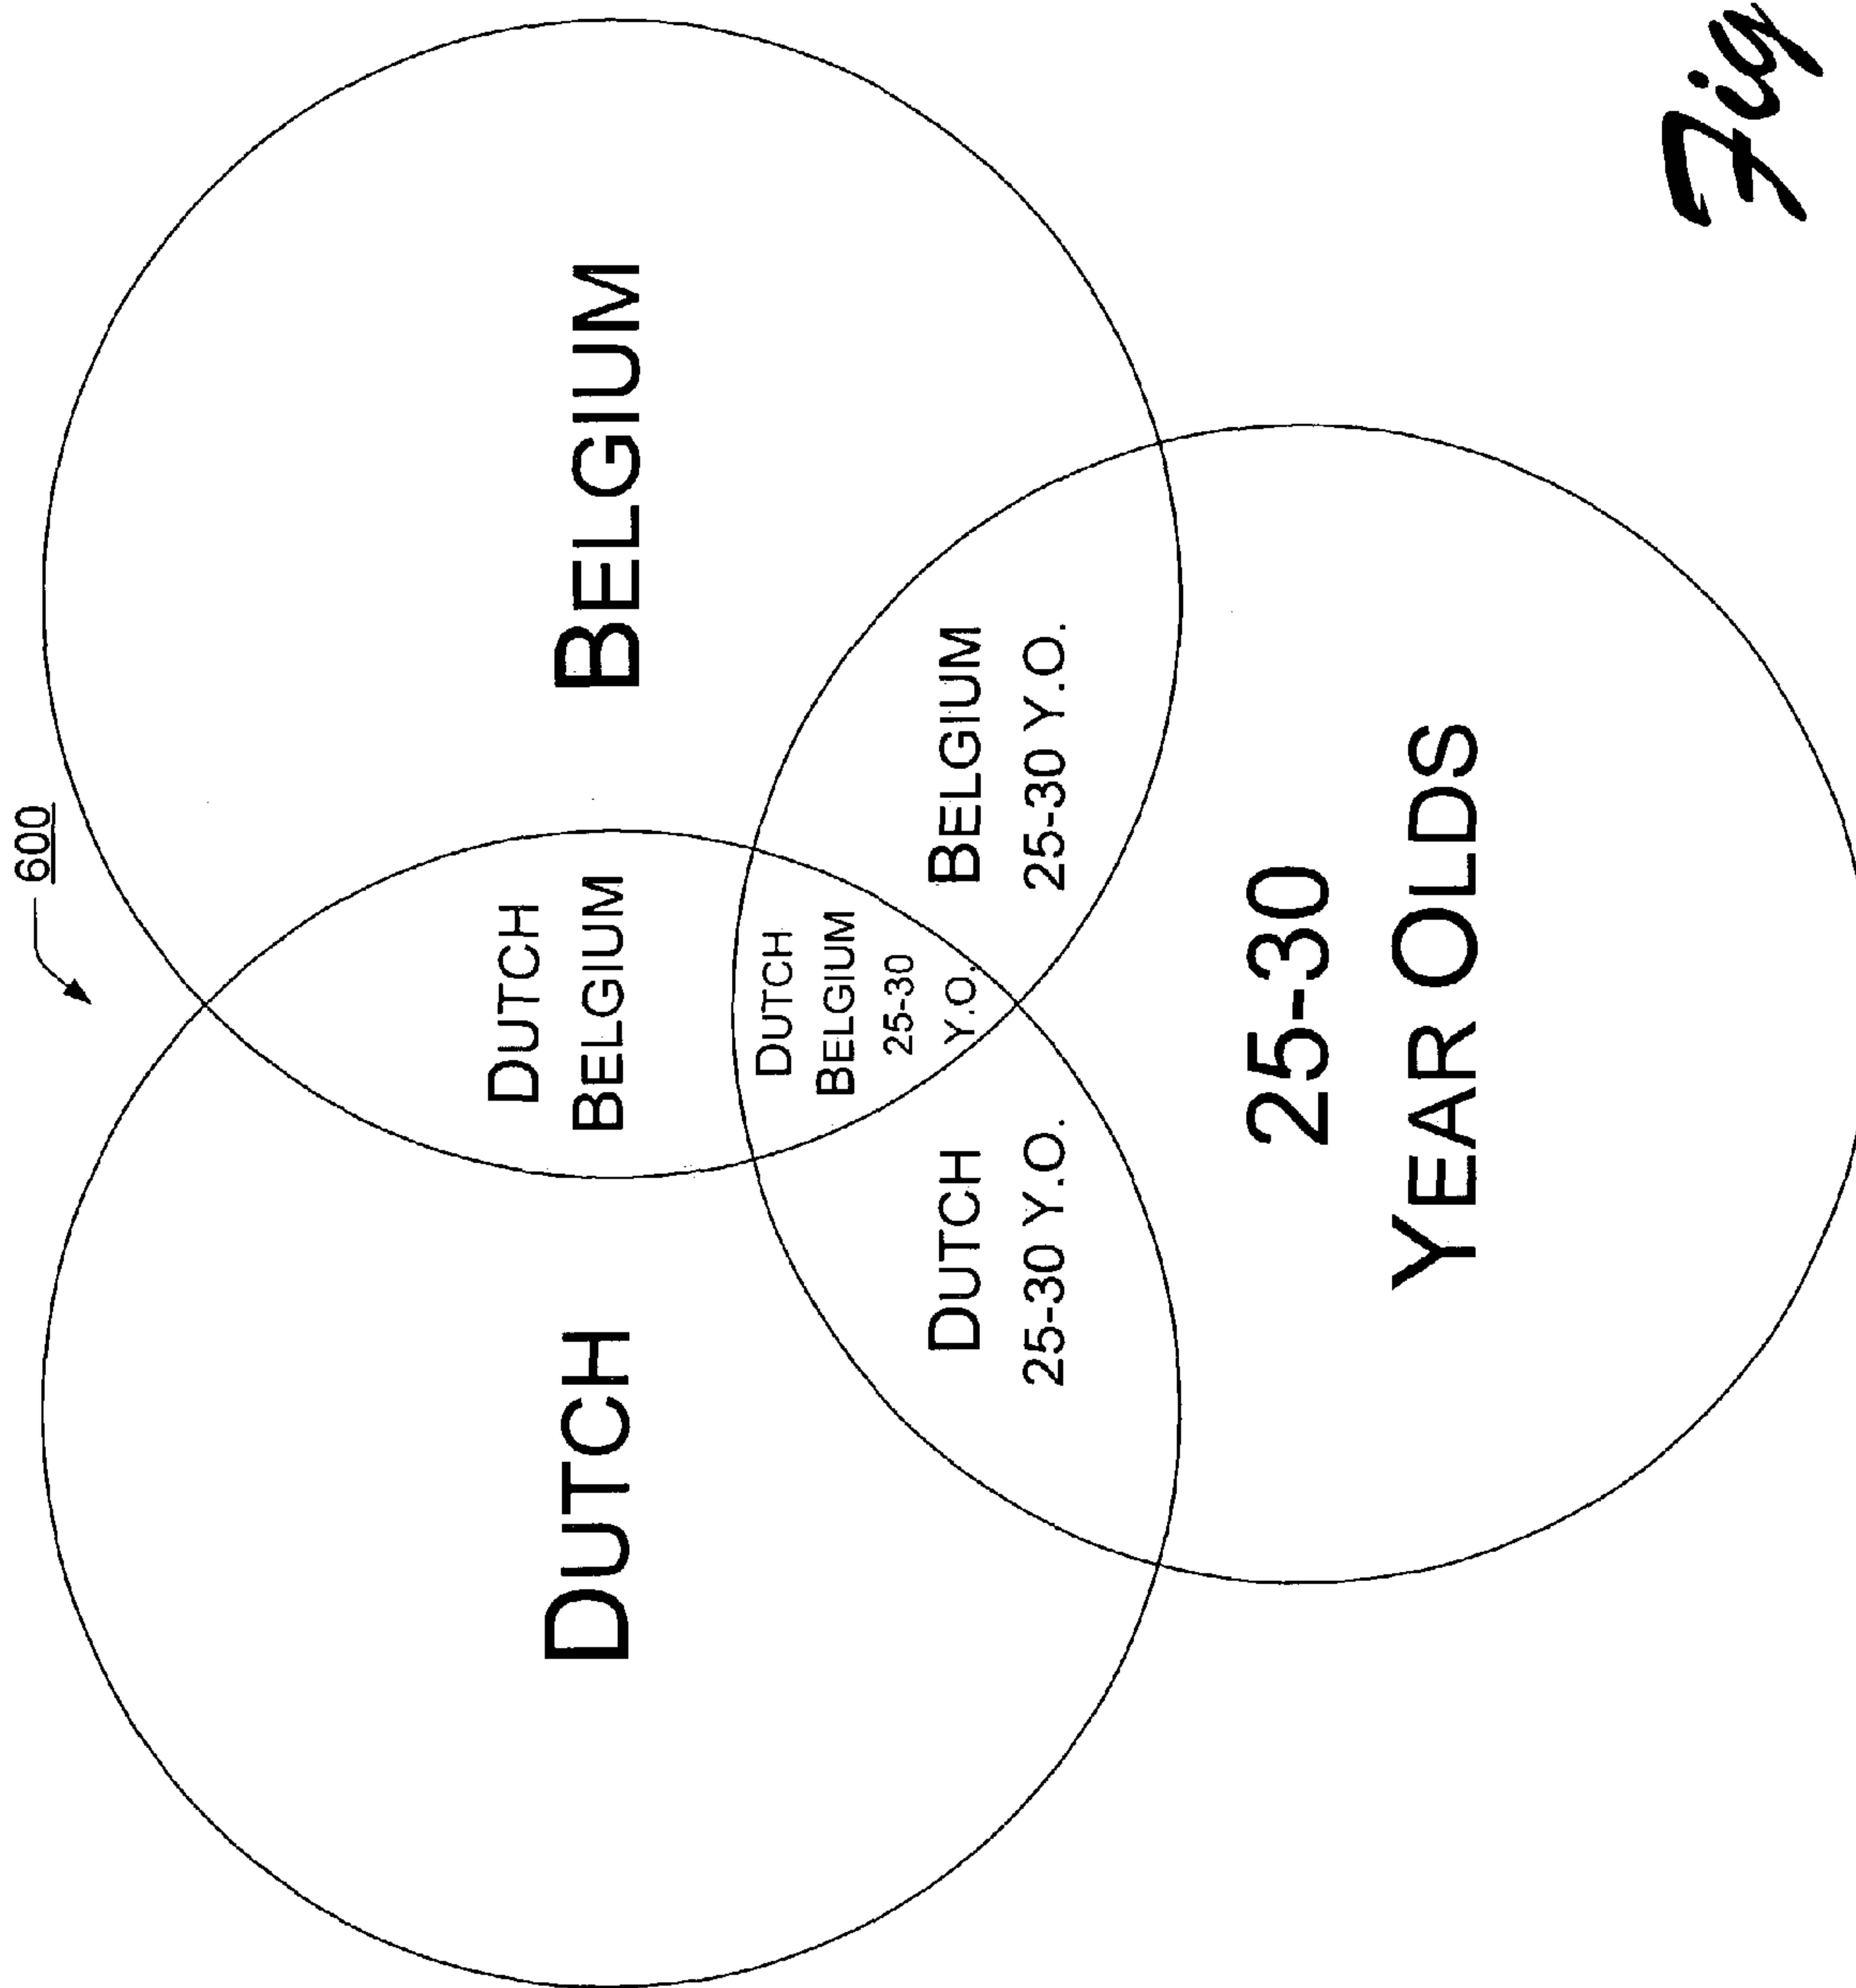 600
DUTCH
BELGIUM
DUTCH
BELGIUM
DUTCH
BELGIUM
25-30
Y.O.
DUTCH
25-30 Y.O.
BELGIUM
25-30 Y.O.
25-30
YEAR OLDS
Fig